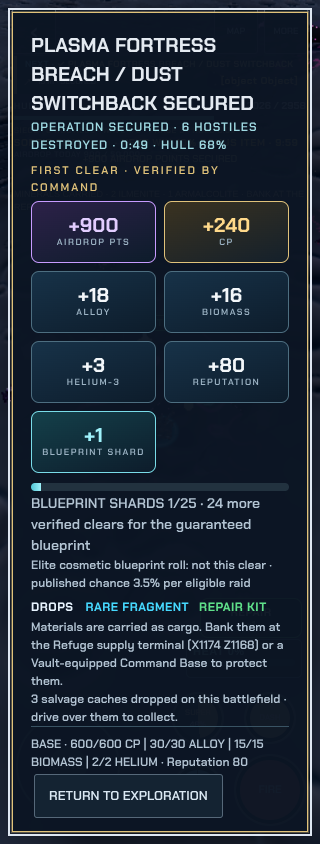 PLASMA FORTRESS
BREACH / DUST
SWITCHBACK SECURED
OPERATION SECURED · 6 HOSTILES
DESTROYED · 0:49 · HULL 68%
FIRST CLEAR · VERIFIED BY
COMMAND
+900
AIRDROP PTS
+240
CP
+18
ALLOY
+16
BIOMASS
+3
HELIUM-3
+80
REPUTATION
+1
BLUEPRINT SHARD
BLUEPRINT SHARDS 1/25 · 24 more
verified clears for the guaranteed
blueprint
Elite cosmetic blueprint roll: not this clear ·
published chance 3.5% per eligible raid
DROPS RARE FRAGMENT REPAIR KIT
Materials are carried as cargo. Bank them at
the Refuge supply terminal (X1174 Z1168) or a
Vault-equipped Command Base to protect
them.
3 salvage caches dropped on this battlefield ·
drive over them to collect.
BASE · 600/600 CP | 30/30 ALLOY | 15/15
BIOMASS | 2/2 HELIUM · Reputation 80
RETURN TO EXPLORATION